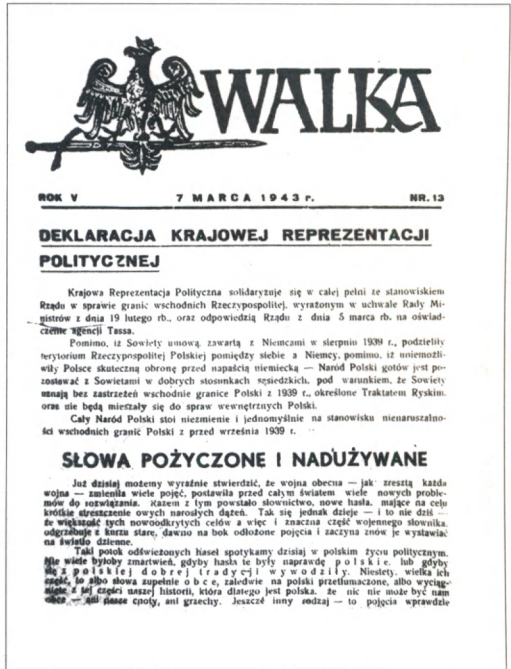 WALKA
ROK V 7 MARCA 1943 r. NR. 13
DEKLARACJA KRAJOWEJ REPREZENTACJI
POLITYCZNEJ
Krajowa Reprezentacja Polityczna solidaryzuje się w całej pełni ze stanowiskiem
Rządu w sprawie granic wschodnich Rzeczypospolitej, wyrażonym w uchwale Rady Mi-
nistrów z dnia 19 lutego rb., oraz odpowiedzią Rządu z dnia 5 marca rb. na oświad-
czenie agencji Tassa.
Pomimo, iż Sowiety umową, zawartą z Niemcami w sierpniu 1939 r., podzieliły
terytorium Rzeczypospolitej Polskiej pomiędzy siebie a Niemcy, pomimo, iż uniemożli-
wiły Polsce skuteczną obronę przed napaścią niemiecką — Naród Polski gotów jest po-
zostawać z Sowietami w dobrych stosunkach sąsiedzkich, pod warunkiem, że Sowiety
uznają bez zastrzeżeń wschodnie granice Polski z 1939 r., określone Traktatem Ryskim,
oraz nie będą mieszały się do spraw wewnętrznych Polski.
Cały Naród Polski stoi niezmienie i jednomyślnie na stanowisku nienaruszalno-
ści wschodnich granic Polski z przed września 1939 r.
SŁOWA POŻYCZONE I NADUŻYWANE
Już dzisiaj możemy wyraźnie stwierdzić, że wojna obecna — jak zresztą każda
wojna — zmieniła wiele pojęć, postawiła przed całym światem wiele nowych proble-
mów do rozwiązania. Razem z tym powstało słownictwo, nowe hasła, mające na celu
krótkie streszczenie owych narosłych dążeń. Tak się jednak dzieje — i to nie dziś —
że większość tych nowoodkrytych celów a więc i znaczna część wojennego słownika,
odgrzebuje z kurzu stare, dawno na bok odłożone pojęcia i zaczyna znów je wystawiać
na światło dzienne.
Taki potok odświeżonych haseł spotykamy dzisiaj w polskim życiu politycznym.
Nie wiele byłoby zmartwień, gdyby hasła te były naprawdę polskie, lub gdyby
się z polskiej dobrej tradycji wywodziły. Niestety, wielka ich
część, to albo słowa zupełnie obce, zaledwie na polski przetłumaczone, albo wyciąg-
nięte z tej części naszej historii, która dlatego jest polska, że nic nie może być nam
obce — ani nasze cnoty, ani grzechy. Jeszcze inny rodzaj — to pojęcia wprawdzie